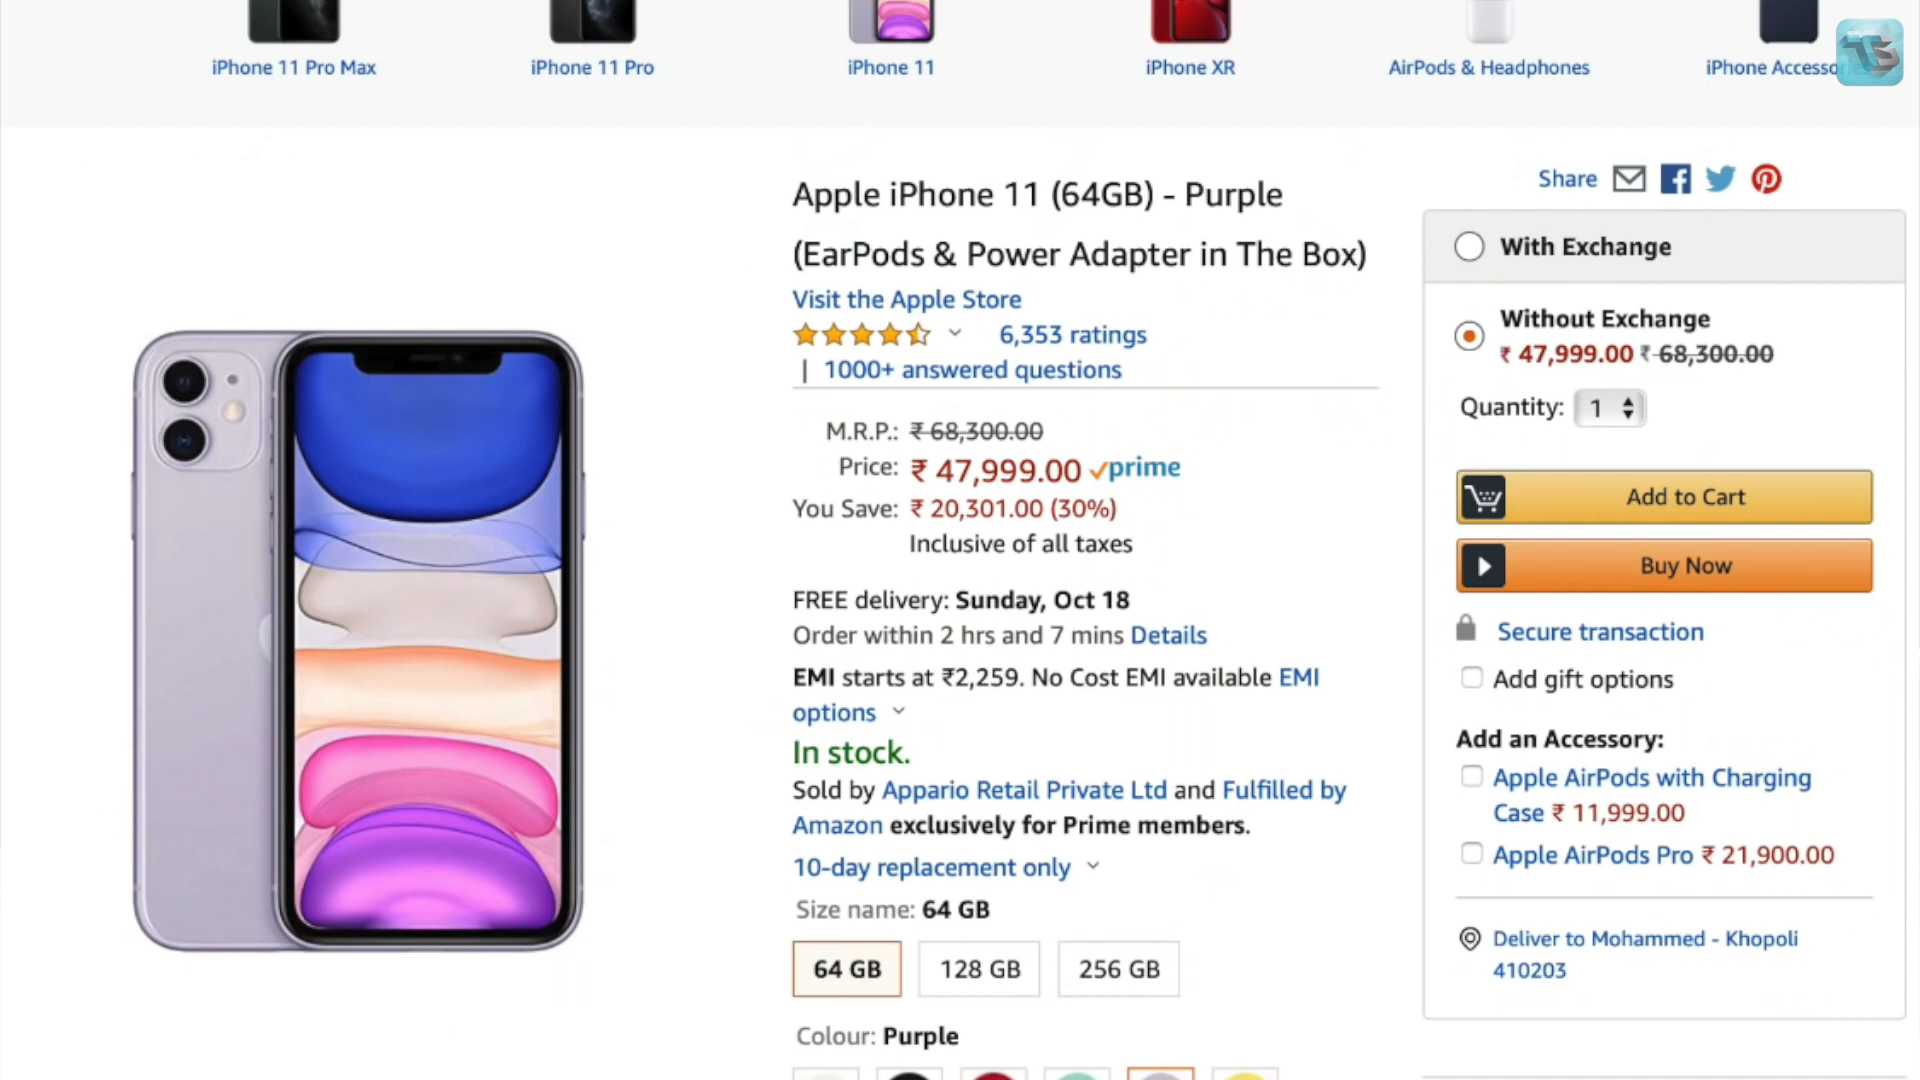 iPhone 11 Pro Max
iPhone 11 Pro
iPhone 11
iPhone XR
AirPods & Headphones
iPhone Accessories
TS
Apple iPhone 11 (64GB) - Purple
(EarPods & Power Adapter in The Box)
Visit the Apple Store
6,353 ratings
| 1000+ answered questions
M.R.P.: ₹ 68,300.00
Price: ₹ 47,999.00 prime
You Save: ₹ 20,301.00 (30%)
Inclusive of all taxes
FREE delivery: Sunday, Oct 18
Order within 2 hrs and 7 mins Details
EMI starts at ₹2,259. No Cost EMI available EMI
options
In stock.
Sold by Appario Retail Private Ltd and Fulfilled by
Amazon exclusively for Prime members.
10-day replacement only
Size name: 64 GB
64 GB 128 GB 256 GB
Colour: Purple
Share
With Exchange
Without Exchange
₹ 47,999.00 ₹ 68,300.00
Quantity: 1
Add to Cart
Buy Now
Secure transaction
Add gift options
Add an Accessory:
Apple AirPods with Charging
Case ₹ 11,999.00
Apple AirPods Pro ₹ 21,900.00
Deliver to Mohammed - Khopoli
410203